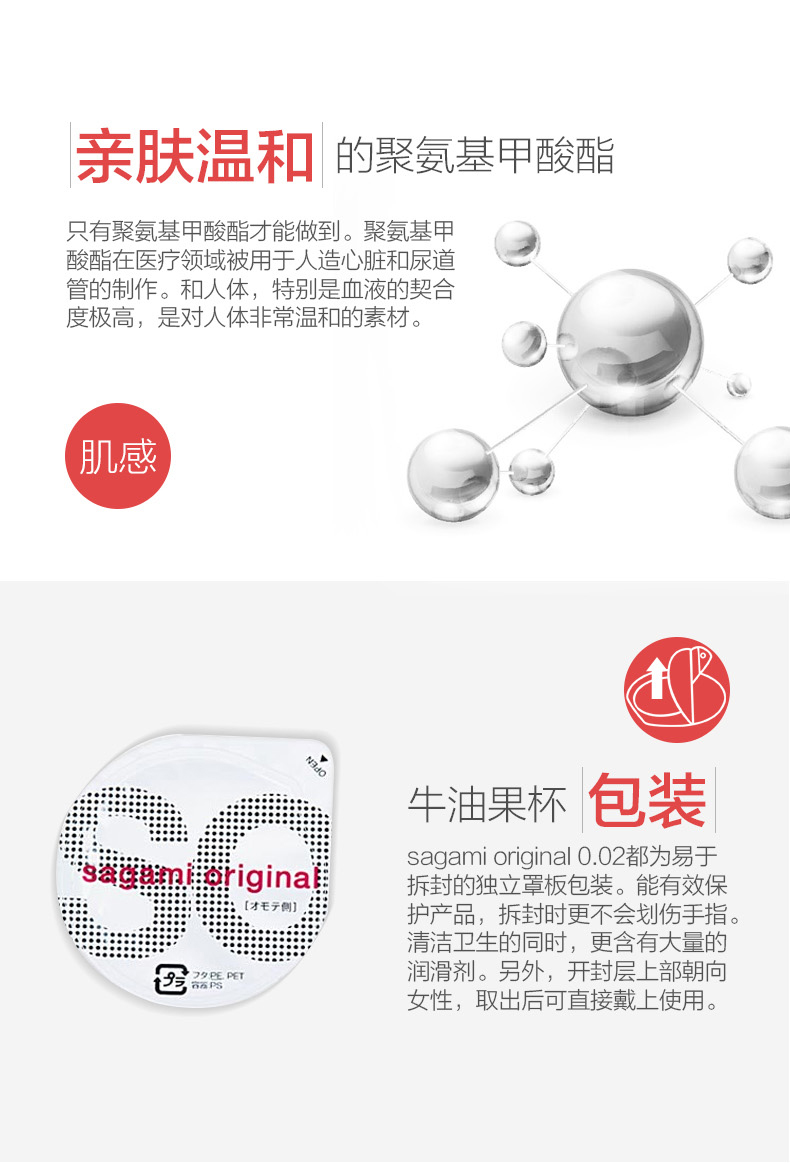 亲肤温和 的聚氨基甲酸酯
只有聚氨基甲酸酯才能做到。聚氨基甲
酸酯在医疗领域被用于人造心脏和尿道
管的制作。和人体，特别是血液的契合
度极高，是对人体非常温和的素材。
肌感
OPEN
SO
sagami original
[オモテ側]
プラ
フタPE, PET
容器PS
牛油果杯 包装
sagami original 0.02都为易于
拆封的独立罩板包装。能有效保
护产品，拆封时更不会划伤手指。
清洁卫生的同时，更含有大量的
润滑剂。另外，开封层上部朝向
女性，取出后可直接戴上使用。